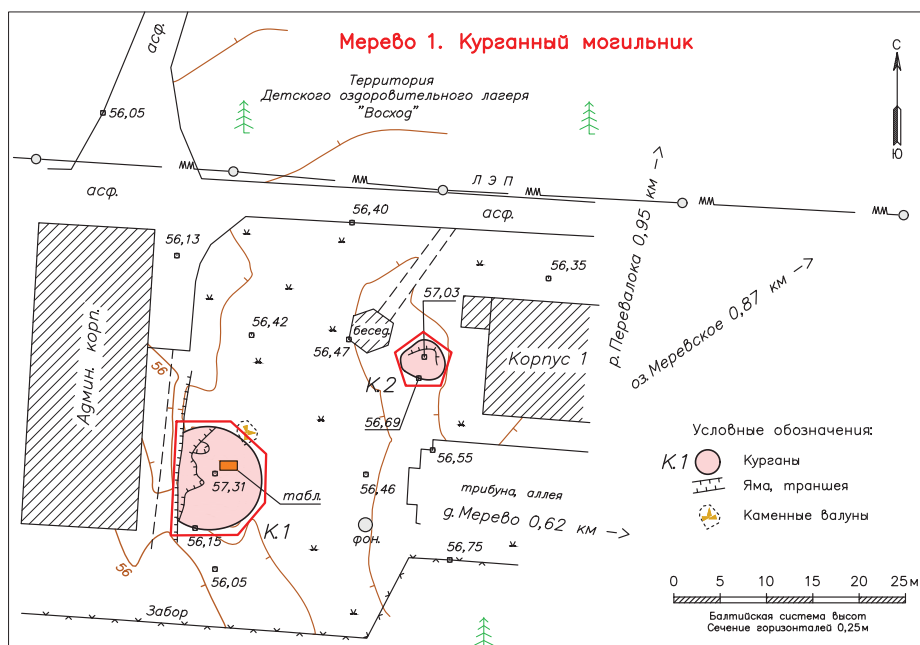 Мерево 1. Курганный могильник
Территория
Детского оздоровительного лагеря
"Восход"
С
Ю
асф.
56,05
ЛЭП
асф.
асф.
56,40
56,13
56,35
р. Перевалока 0,95 км
оз. Меревское 0,87 км
57,03
56,42
бесед.
56,47
Корпус 1
Админ. корп.
56
К.2
56,69
Условные обозначения:
К.1
Курганы
Яма, траншея
Каменные валуны
56,55
57,31
табл.
56,46
трибуна, аллея
д. Мерево 0,62 км
К.1
фон.
56,15
56
56,05
56,75
Забор
0 5 10 15 20 25 м
Балтийская система высот
Сечение горизонталей 0,25м